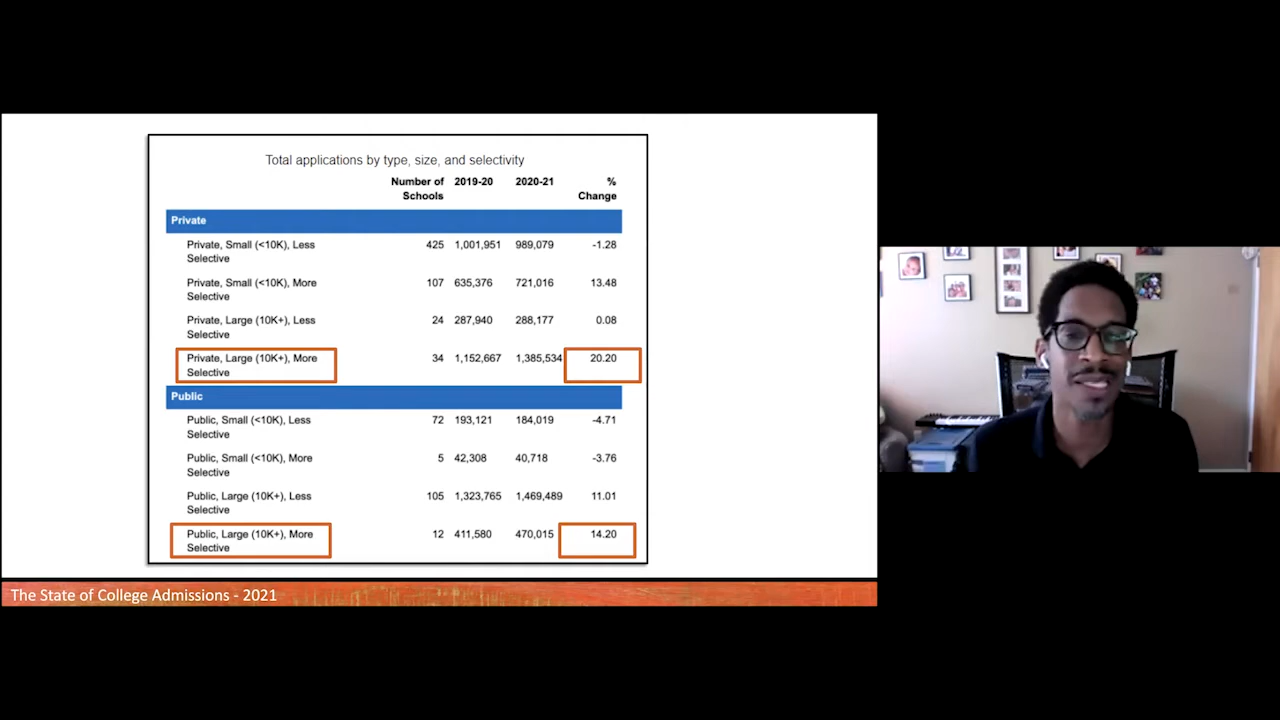 Total applications by type, size, and selectivity
Number of Schools 2019-20 2020-21 % Change
Private
Private, Small (<10K), Less Selective 425 1,001,951 989,079 -1.28
Private, Small (<10K), More Selective 107 635,376 721,016 13.48
Private, Large (10K+), Less Selective 24 287,940 288,177 0.08
Private, Large (10K+), More Selective 34 1,152,667 1,385,534 20.20
Public
Public, Small (<10K), Less Selective 72 193,121 184,019 -4.71
Public, Small (<10K), More Selective 5 42,308 40,718 -3.76
Public, Large (10K+), Less Selective 105 1,323,765 1,469,489 11.01
Public, Large (10K+), More Selective 12 411,580 470,015 14.20
The State of College Admissions - 2021